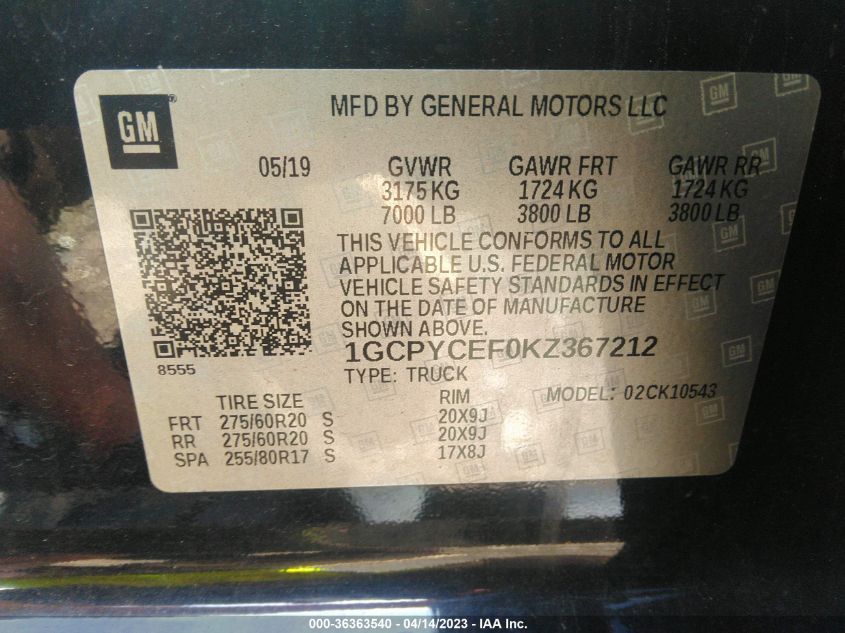 GM
MFD BY GENERAL MOTORS LLC
05/19 GVWR GAWR FRT GAWR RR
3175 KG 1724 KG 1724 KG
7000 LB 3800 LB 3800 LB
THIS VEHICLE CONFORMS TO ALL
APPLICABLE U.S. FEDERAL MOTOR
VEHICLE SAFETY STANDARDS IN EFFECT
ON THE DATE OF MANUFACTURE
SHOWN ABOVE.
8555
1GCPYCEF0KZ367212
TYPE: TRUCK MODEL: 02CK10543
TIRE SIZE RIM
FRT 275/60R20 S 20X9J
RR 275/60R20 S 20X9J
SPA 255/80R17 S 17X8J
000-36363540 - 04/14/2023 - IAA Inc.